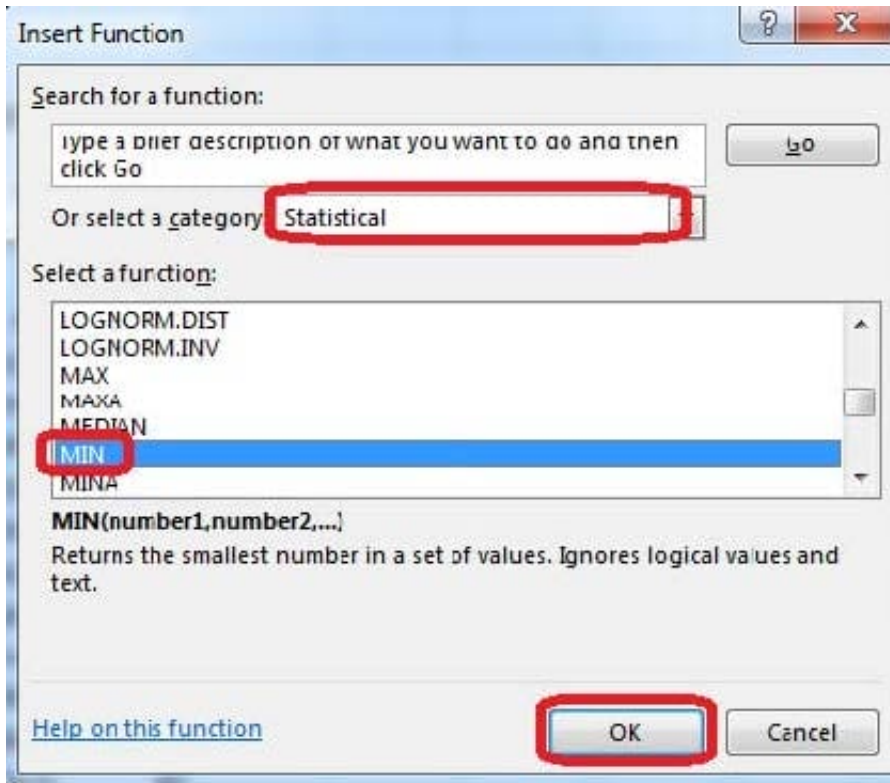 Insert Function
Search for a function:
Type a brief description of what you want to do and then
click Go
Go
Or select a category
Statistical
Select a function:
LOGNORM.DIST
LOGNORM.INV
MAX
MAXA
MEDIAN
MIN
MINA
MIN(number1,number2,...)
Returns the smallest number in a set of values. Ignores logical values and
text.
Help on this function
OK
Cancel